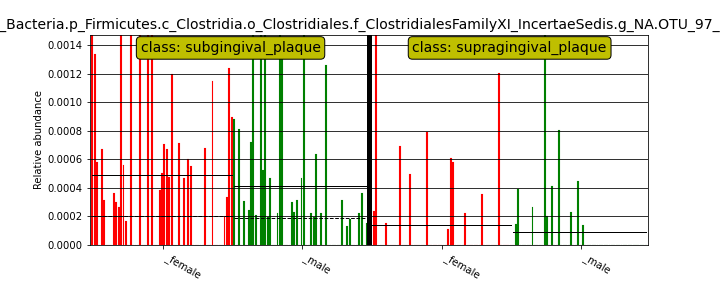 _Bacteria.p_Firmicutes.c_Clostridia.o_Clostridiales.f_ClostridialesFamilyXI_IncertaeSedis.g_NA.OTU_97_
class: subgingival_plaque
class: supragingival_plaque
Relative abundance
0.0014
0.0012
0.0010
0.0008
0.0006
0.0004
0.0002
0.0000
_female
_male
_female
_male